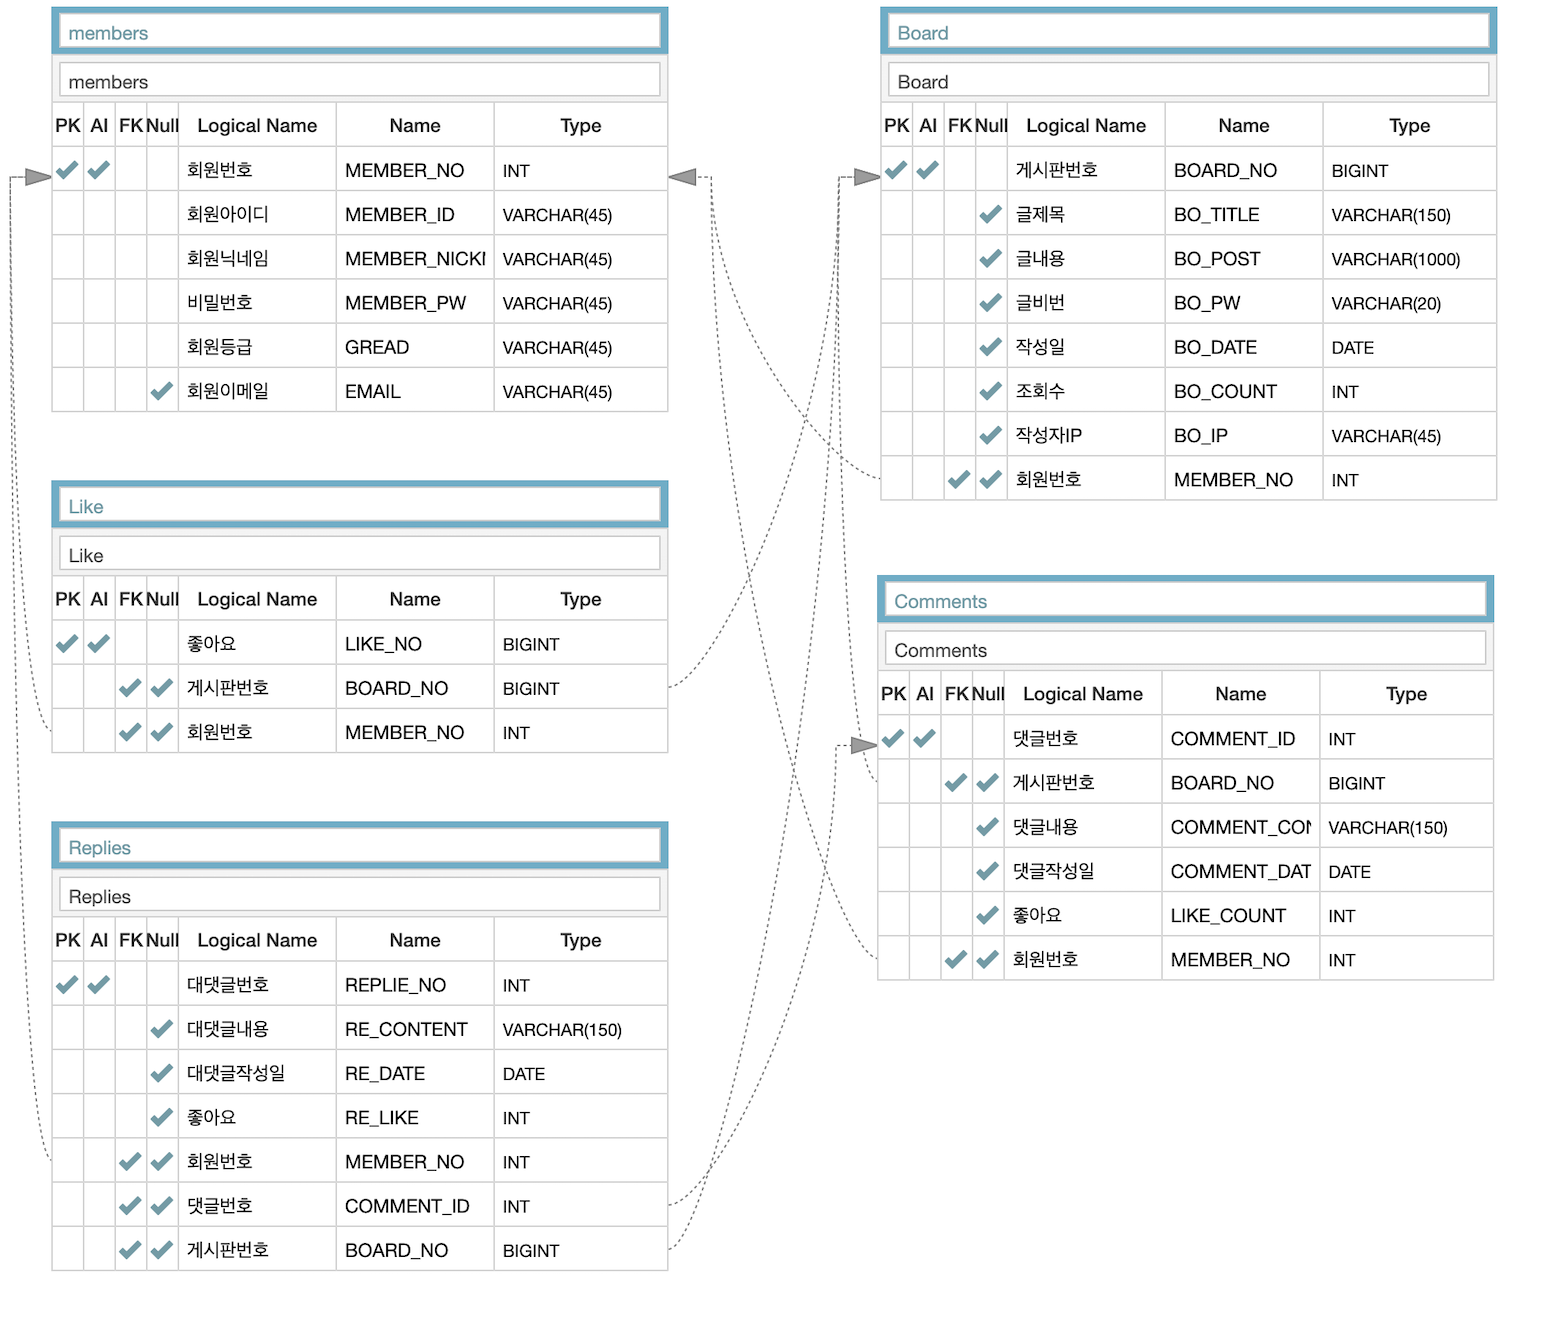 members
members
PK AI FK Null Logical Name Name Type
회원번호 MEMBER_NO INT
회원아이디 MEMBER_ID VARCHAR(45)
회원닉네임 MEMBER_NICK VARCHAR(45)
비밀번호 MEMBER_PW VARCHAR(45)
회원등급 GREAD VARCHAR(45)
회원이메일 EMAIL VARCHAR(45)
Like
Like
PK AI FK Null Logical Name Name Type
좋아요 LIKE_NO BIGINT
게시판번호 BOARD_NO BIGINT
회원번호 MEMBER_NO INT
Replies
Replies
PK AI FK Null Logical Name Name Type
대댓글번호 REPLIE_NO INT
대댓글내용 RE_CONTENT VARCHAR(150)
대댓글작성일 RE_DATE DATE
좋아요 RE_LIKE INT
회원번호 MEMBER_NO INT
댓글번호 COMMENT_ID INT
게시판번호 BOARD_NO BIGINT
Board
Board
PK AI FK Null Logical Name Name Type
게시판번호 BOARD_NO BIGINT
글제목 BO_TITLE VARCHAR(150)
글내용 BO_POST VARCHAR(1000)
글비번 BO_PW VARCHAR(20)
작성일 BO_DATE DATE
조회수 BO_COUNT INT
작성자IP BO_IP VARCHAR(45)
회원번호 MEMBER_NO INT
Comments
Comments
PK AI FK Null Logical Name Name Type
댓글번호 COMMENT_ID INT
게시판번호 BOARD_NO BIGINT
댓글내용 COMMENT_CON VARCHAR(150)
댓글작성일 COMMENT_DAT DATE
좋아요 LIKE_COUNT INT
회원번호 MEMBER_NO INT